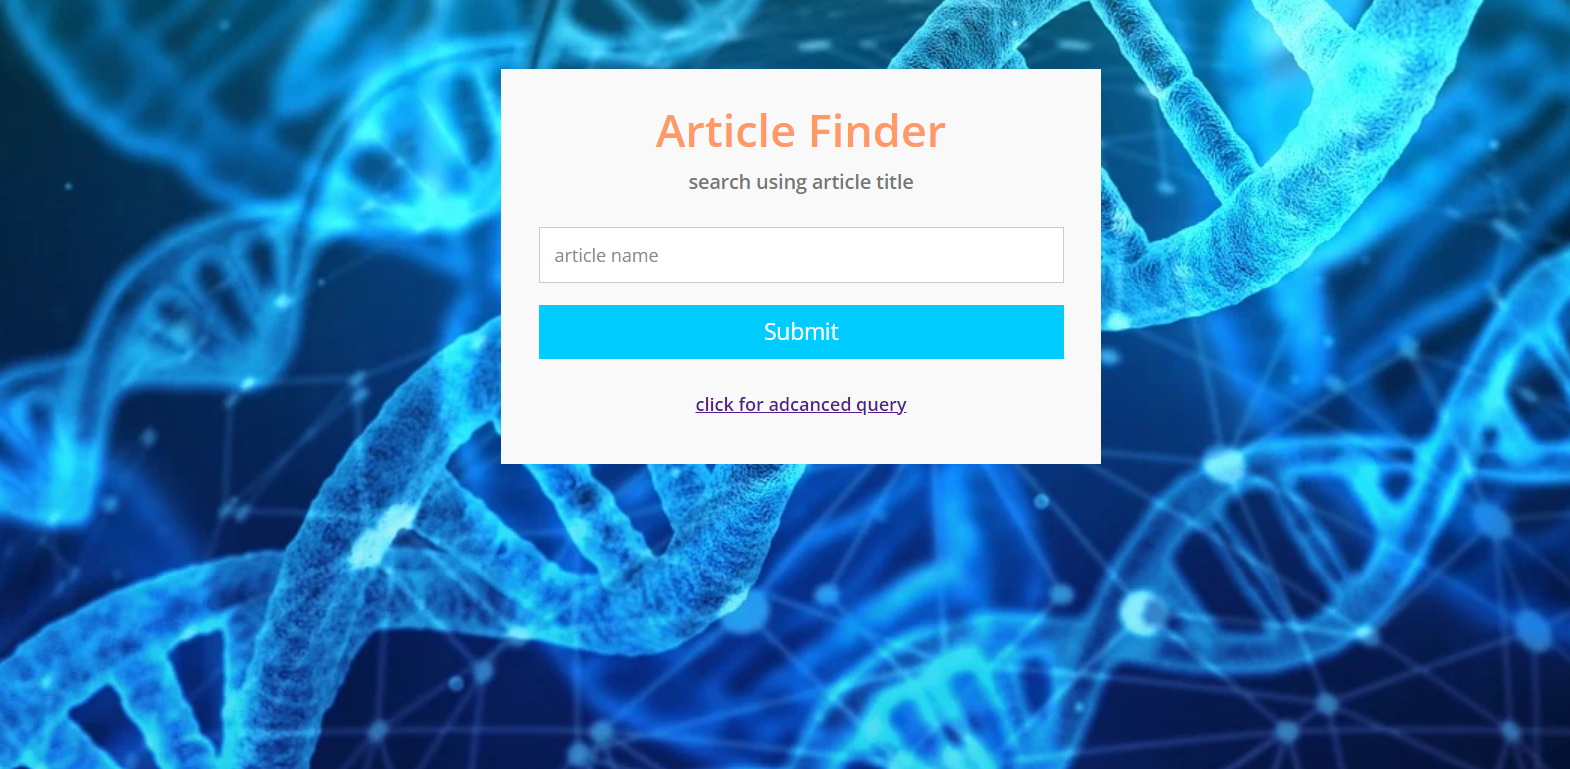 Article Finder
search using article title
article name
Submit
click for adcanced query